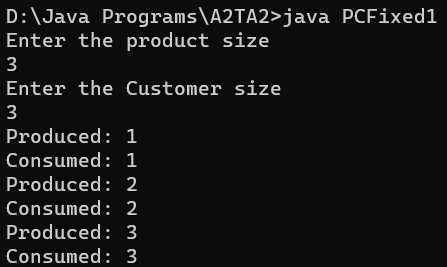 D:\Java Programs\A2TA2>java PCFixed1
Enter the product size
3
Enter the Customer size
3
Produced: 1
Consumed: 1
Produced: 2
Consumed: 2
Produced: 3
Consumed: 3